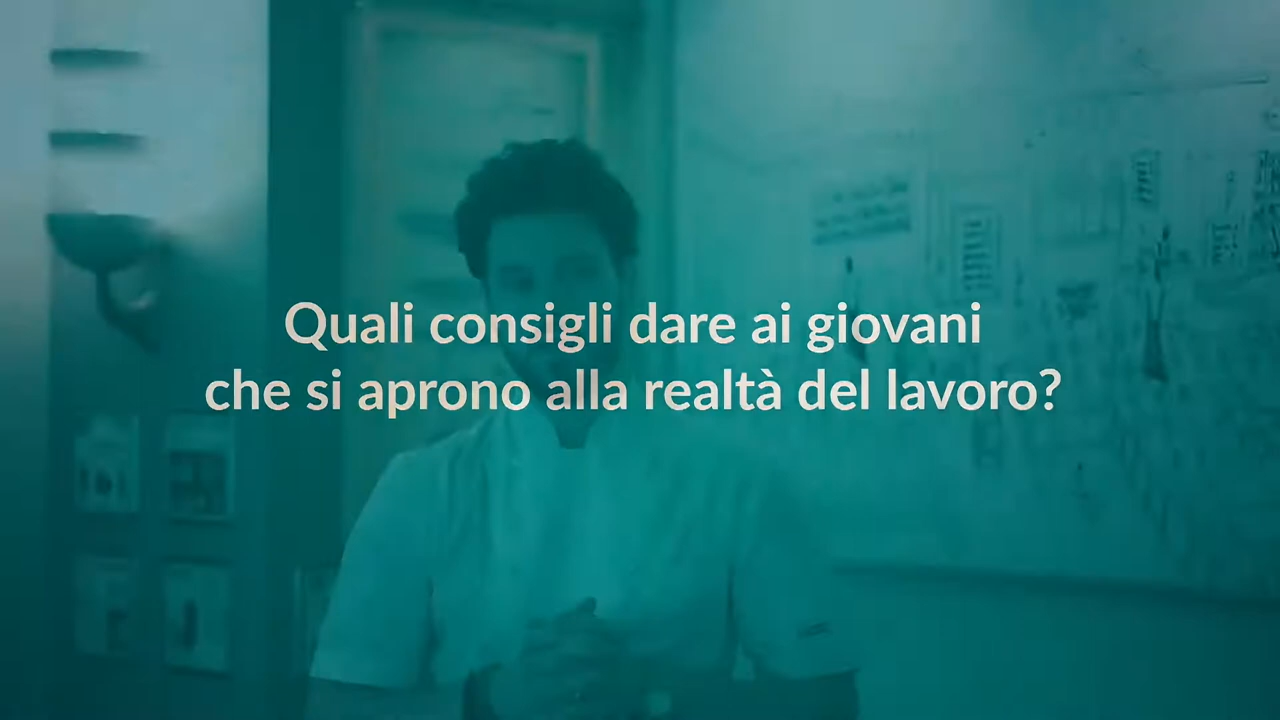 Quali consigli dare ai giovani
che si aprono alla realtà del lavoro?